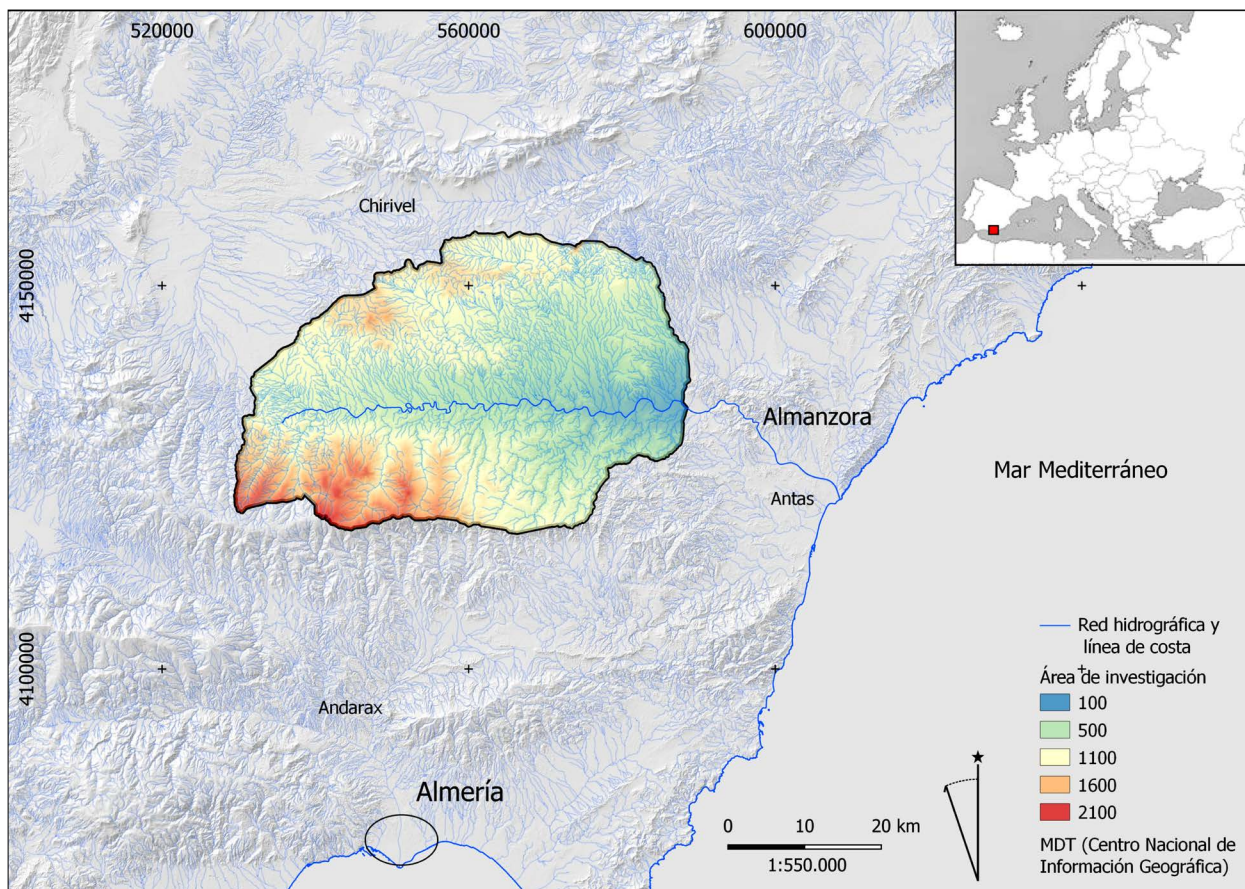 520000
560000
600000
4150000
4100000
Chirivel
Almanzora
Antas
Mar Mediterráneo
Andarax
Almería
Red hidrográfica y
línea de costa
Área de investigación
100
500
1100
1600
2100
MDT (Centro Nacional de
Información Geográfica)
0 10 20 km
1:550.000